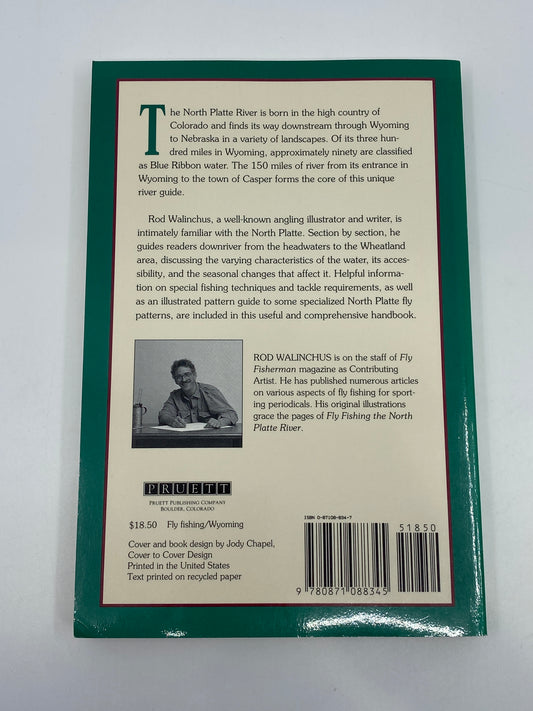 The North Platte River is born in the high country of
Colorado and finds its way downstream through Wyoming
to Nebraska in a variety of landscapes. Of its three hun-
dred miles in Wyoming, approximately ninety are classified
as Blue Ribbon water. The 150 miles of river from its entrance in
Wyoming to the town of Casper forms the core of this unique
river guide.
Rod Walinchus, a well-known angling illustrator and writer, is
intimately familiar with the North Platte. Section by section, he
guides readers downriver from the headwaters to the Wheatland
area, discussing the varying characteristics of the water, its acces-
sibility, and the seasonal changes that affect it. Helpful informa-
tion on special fishing techniques and tackle requirements, as well
as an illustrated pattern guide to some specialized North Platte fly
patterns, are included in this useful and comprehensive handbook.
ROD WALINCHUS is on the staff of Fly
Fisherman magazine as Contributing
Artist. He has published numerous articles
on various aspects of fly fishing for sport-
ing periodicals. His original illustrations
grace the pages of Fly Fishing the North
Platte River.
PRUETT
PRUETT PUBLISHING COMPANY
BOULDER, COLORADO
$18.50 Fly fishing/Wyoming
Cover and book design by Jody Chapel,
Cover to Cover Design
Printed in the United States
Text printed on recycled paper
ISBN 0-87108-834-7
51850
9 780871 088345